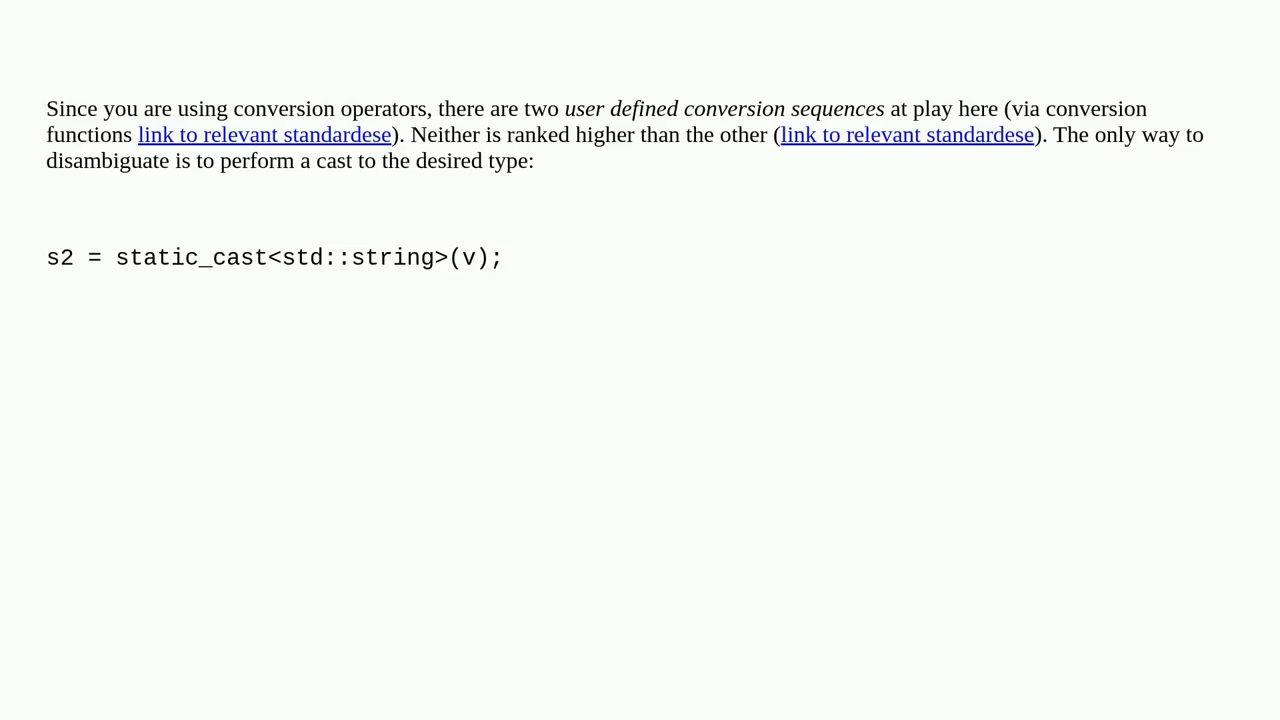 Since you are using conversion operators, there are two user defined conversion sequences at play here (via conversion
functions link to relevant standardese). Neither is ranked higher than the other (link to relevant standardese). The only way to
disambiguate is to perform a cast to the desired type:
s2 = static_cast<std::string>(v);